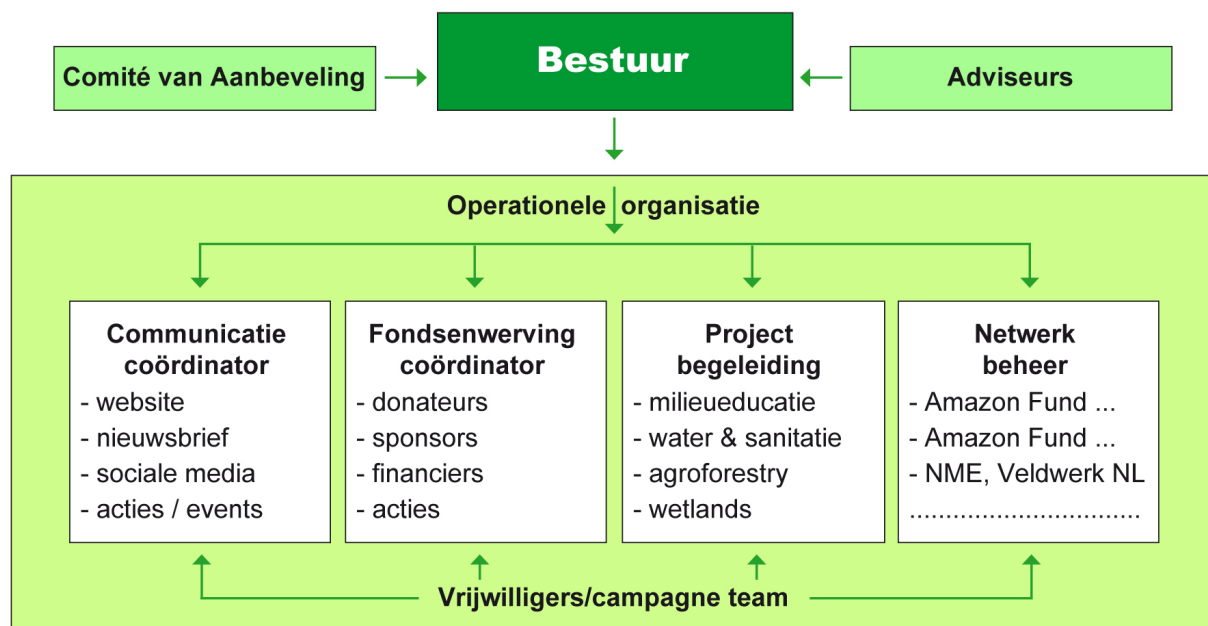 Bestuur
Comité van Aanbeveling
Adviseurs
Operationele organisatie
Communicatie
coördinator
- website
- nieuwsbrief
- sociale media
- acties / events
Fondsenwerving
coördinator
- donateurs
- sponsors
- financiers
- acties
Project
begeleiding
- milieueducatie
- water & sanitatie
- agroforestry
- wetlands
Netwerk
beheer
- Amazon Fund ...
- Amazon Fund ...
- NME, Veldwerk NL
................................
Vrijwilligers/campagne team